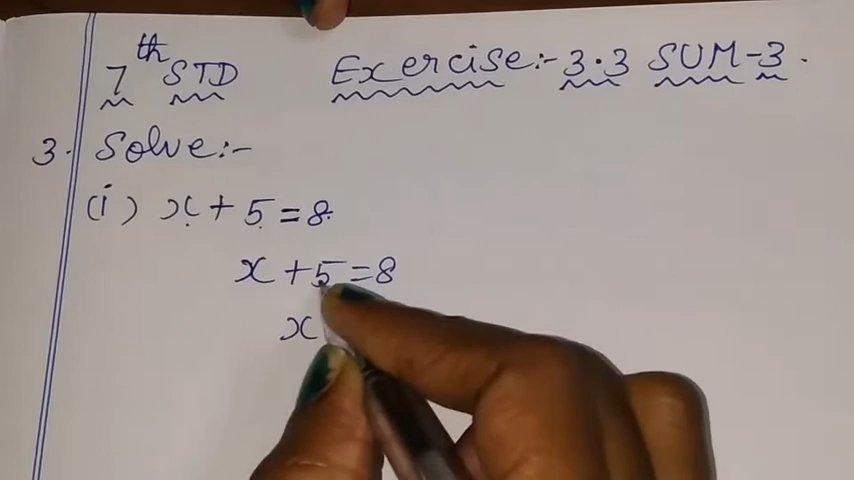 7th STD Exercise:- 3.3 SUM-3.
3. Solve:-
(i) x + 5 = 8
x + 5 = 8
x